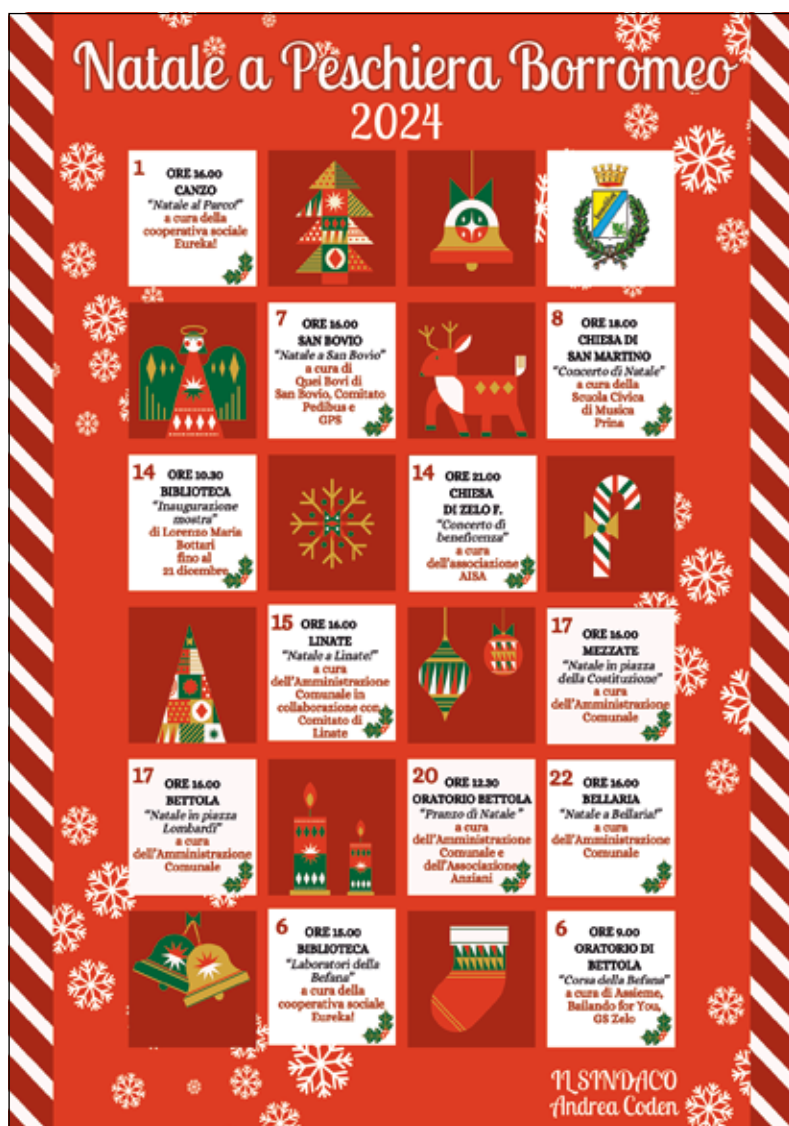 Natale a Peschiera Borromeo
2024
1
ORE 16.00
CANZO
"Natale al Parco!"
a cura della
cooperativa sociale
Eureka!
7
ORE 16.00
SAN BOVIO
"Natale a San Bovio"
a cura di
Quei Bovi di
San Bovio, Comitato
Pedibus e
GPS
8
ORE 18.00
CHIESA DI
SAN MARTINO
"Concerto di Natale"
a cura della
Scuola Civica
di Musica
Prina
14
ORE 10.30
BIBLIOTECA
"Inaugurazione
mostra"
di Lorenzo Maria
Bottari
fino al
21 dicembre
14
ORE 21.00
CHIESA
DI ZELO F.
"Concerto di
beneficenza"
a cura
dell'associazione
AISA
15
ORE 16.00
LINATE
"Natale a Linate!"
a cura
dell'Amministrazione
Comunale in
collaborazione con
Comitato di
Linate
17
ORE 16.00
MEZZATE
"Natale in piazza
della Costituzione"
a cura
dell'Amministrazione
Comunale
17
ORE 16.00
BETTOLA
"Natale in piazza
Lombardi"
a cura
dell'Amministrazione
Comunale
20
ORE 12.30
ORATORIO BETTOLA
"Pranzo di Natale"
a cura
dell'Amministrazione
Comunale e
dell'Associazione
Anziani
22
ORE 16.00
BELLARIA
"Natale a Bellaria!"
a cura
dell'Amministrazione
Comunale
6
ORE 15.00
BIBLIOTECA
"Laboratori della
Befana"
a cura della
cooperativa sociale
Eureka!
6
ORE 9.00
ORATORIO DI
BETTOLA
"Corsa della Befana"
a cura di Assieme,
Bailando for You,
GS Zelo
IL SINDACO
Andrea Coden